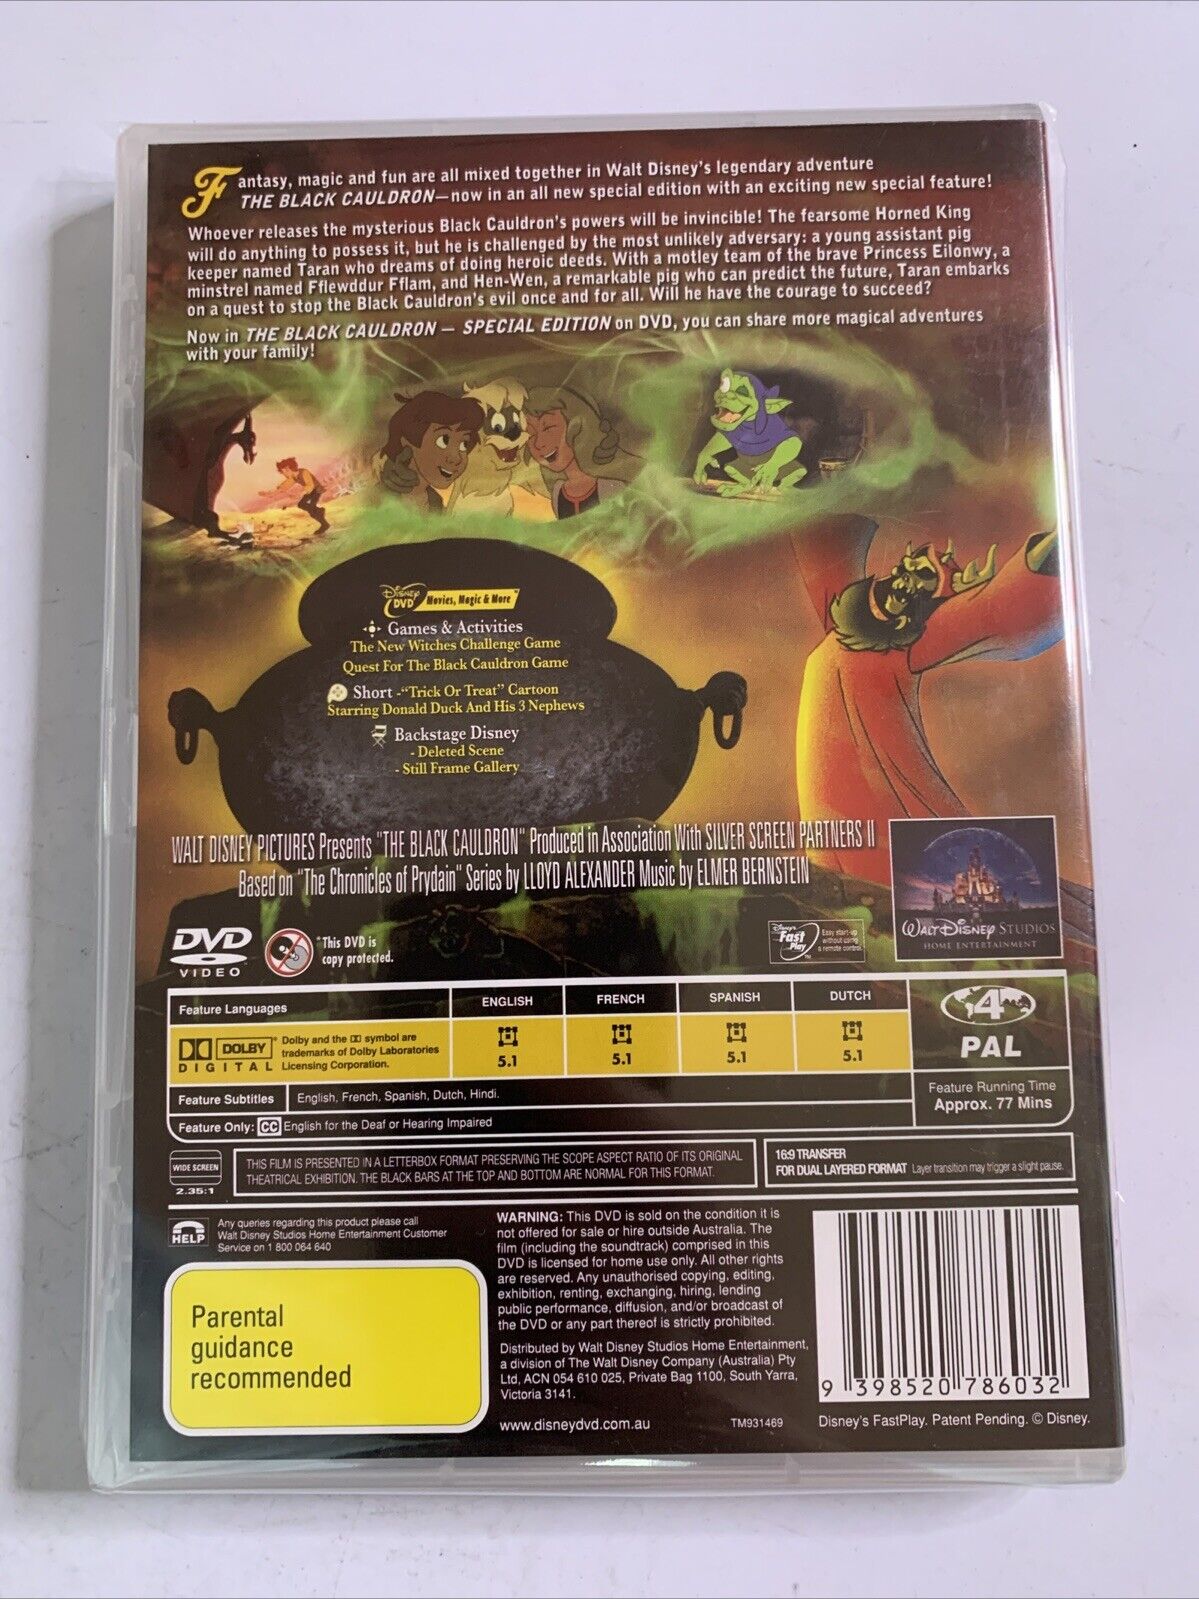 Fantasy, magic and fun are all mixed together in Walt Disney's legendary adventure
THE BLACK CAULDRON—now in an all new special edition with an exciting new special feature!
Whoever releases the mysterious Black Cauldron's powers will be invincible! The fearsome Horned King
will do anything to possess it, but he is challenged by the most unlikely adversary: a young assistant pig
keeper named Taran who dreams of doing heroic deeds. With a motley team of the brave Princess Eilonwy, a
minstrel named Fflewddur Fflam, and Hen-Wen, a remarkable pig who can predict the future, Taran embarks
on a quest to stop the Black Cauldron's evil once and for all. Will he have the courage to succeed?
Now in THE BLACK CAULDRON — SPECIAL EDITION on DVD, you can share more magical adventures
with your family!
Disney DVD Movies, Magic & More™
Games & Activities
The New Witches Challenge Game
Quest For The Black Cauldron Game
Short -"Trick Or Treat" Cartoon
Starring Donald Duck And His 3 Nephews
Backstage Disney
- Deleted Scene
- Still Frame Gallery
WALT DISNEY PICTURES Presents "THE BLACK CAULDRON" Produced in Association With SILVER SCREEN PARTNERS II
Based on "The Chronicles of Prydain" Series by LLOYD ALEXANDER Music by ELMER BERNSTEIN
WALT DISNEY STUDIOS
HOME ENTERTAINMENT
DVD
VIDEO
*This DVD is
copy protected.
Disney's Fast Play™
Easy start-up
without using
a remote control.
Feature Languages ENGLISH FRENCH SPANISH DUTCH
DOLBY
DIGITAL
Dolby and the DD symbol are
trademarks of Dolby Laboratories
Licensing Corporation.
5.1 5.1 5.1 5.1
4
PAL
Feature Running Time
Approx. 77 Mins
Feature Subtitles English, French, Spanish, Dutch, Hindi.
Feature Only: CC English for the Deaf or Hearing Impaired
WIDE SCREEN
2.35:1
THIS FILM IS PRESENTED IN A LETTERBOX FORMAT PRESERVING THE SCOPE ASPECT RATIO OF ITS ORIGINAL
THEATRICAL EXHIBITION. THE BLACK BARS AT THE TOP AND BOTTOM ARE NORMAL FOR THIS FORMAT.
16:9 TRANSFER
FOR DUAL LAYERED FORMAT Layer transition may trigger a slight pause.
HELP
Any queries regarding this product please call
Walt Disney Studios Home Entertainment Customer
Service on 1 800 064 640
Parental
guidance
recommended
WARNING: This DVD is sold on the condition it is
not offered for sale or hire outside Australia. The
film (including the soundtrack) comprised in this
DVD is licensed for home use only. All other rights
are reserved. Any unauthorised copying, editing,
exhibition, renting, exchanging, hiring, lending
public performance, diffusion, and/or broadcast of
the DVD or any part thereof is strictly prohibited.
Distributed by Walt Disney Studios Home Entertainment,
a division of The Walt Disney Company (Australia) Pty
Ltd, ACN 054 610 025, Private Bag 1100, South Yarra,
Victoria 3141.
www.disneydvd.com.au TM931469
9 398520 786032
Disney's FastPlay. Patent Pending. © Disney.